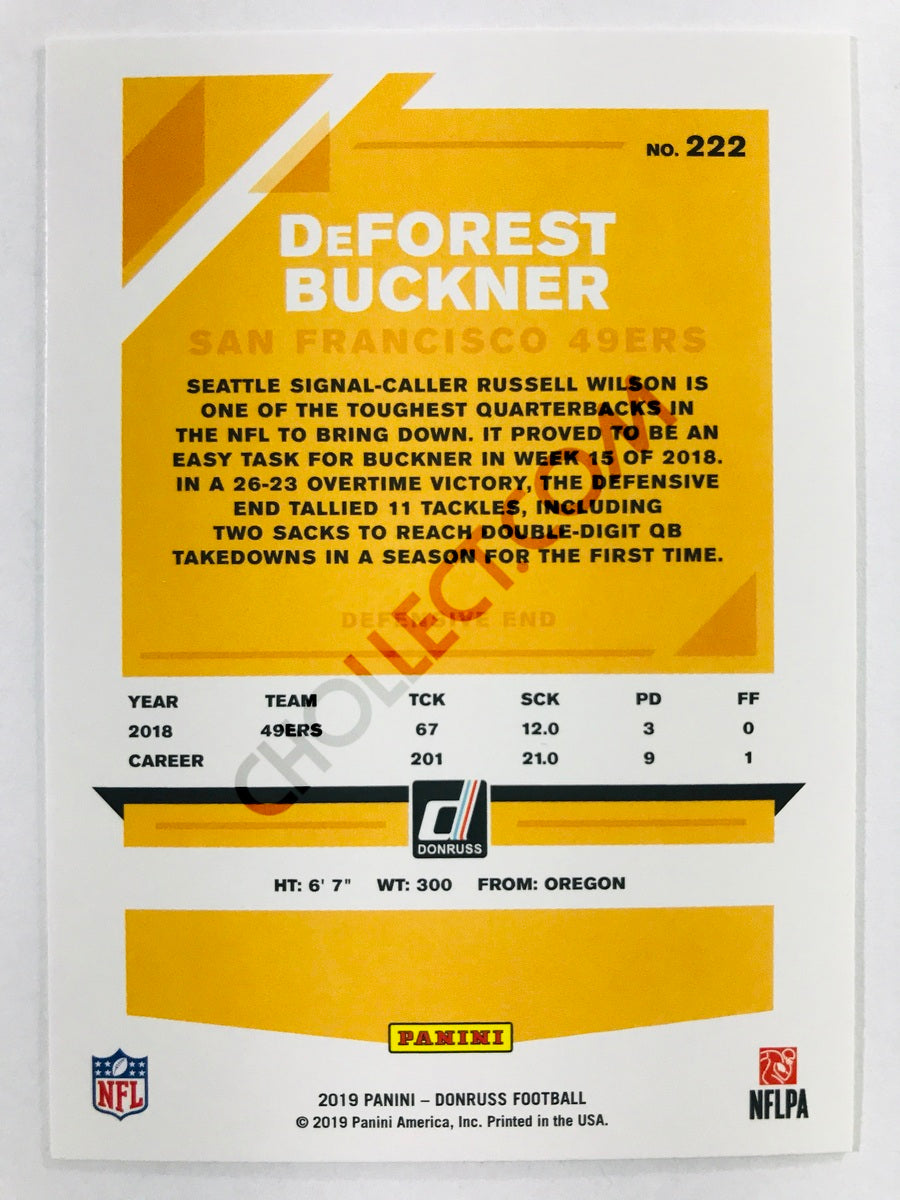 NO. 222
DeFOREST
BUCKNER
SAN FRANCISCO 49ERS
SEATTLE SIGNAL-CALLER RUSSELL WILSON IS
ONE OF THE TOUGHEST QUARTERBACKS IN
THE NFL TO BRING DOWN. IT PROVED TO BE AN
EASY TASK FOR BUCKNER IN WEEK 15 OF 2018.
IN A 26-23 OVERTIME VICTORY, THE DEFENSIVE
END TALLIED 11 TACKLES, INCLUDING
TWO SACKS TO REACH DOUBLE-DIGIT QB
TAKEDOWNS IN A SEASON FOR THE FIRST TIME.
CHOLLECT.COM
DEFENSIVE END
YEAR TEAM TCK SCK PD FF
2018 49ERS 67 12.0 3 0
CAREER 201 21.0 9 1
d
DONRUSS
HT: 6' 7" WT: 300 FROM: OREGON
PANINI
NFL
NFLPA
2019 PANINI – DONRUSS FOOTBALL
© 2019 Panini America, Inc. Printed in the USA.